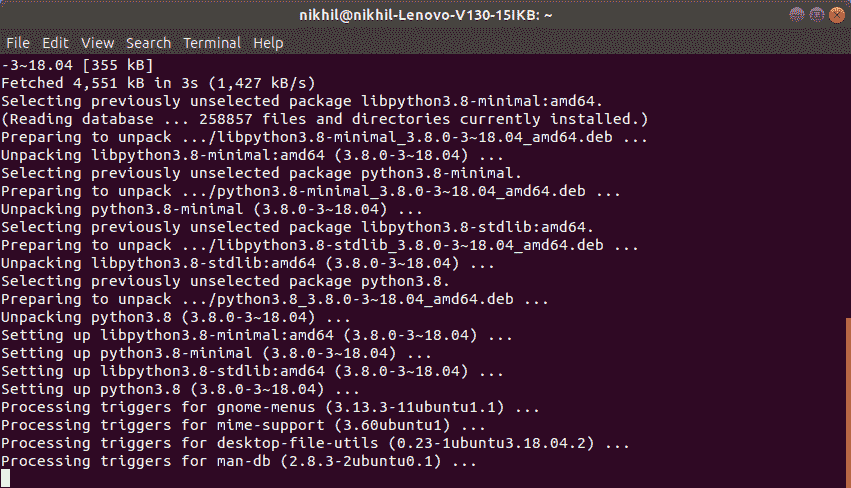 nikhil@nikhil-Lenovo-V130-15IKB: ~
File Edit View Search Terminal Help
-3~18.04 [355 kB]
Fetched 4,551 kB in 3s (1,427 kB/s)
Selecting previously unselected package libpython3.8-minimal:amd64.
(Reading database ... 258857 files and directories currently installed.)
Preparing to unpack .../libpython3.8-minimal_3.8.0-3~18.04_amd64.deb ...
Unpacking libpython3.8-minimal:amd64 (3.8.0-3~18.04) ...
Selecting previously unselected package python3.8-minimal.
Preparing to unpack .../python3.8-minimal_3.8.0-3~18.04_amd64.deb ...
Unpacking python3.8-minimal (3.8.0-3~18.04) ...
Selecting previously unselected package libpython3.8-stdlib:amd64.
Preparing to unpack .../libpython3.8-stdlib_3.8.0-3~18.04_amd64.deb ...
Unpacking libpython3.8-stdlib:amd64 (3.8.0-3~18.04) ...
Selecting previously unselected package python3.8.
Preparing to unpack .../python3.8_3.8.0-3~18.04_amd64.deb ...
Unpacking python3.8 (3.8.0-3~18.04) ...
Setting up libpython3.8-minimal:amd64 (3.8.0-3~18.04) ...
Setting up python3.8-minimal (3.8.0-3~18.04) ...
Setting up libpython3.8-stdlib:amd64 (3.8.0-3~18.04) ...
Setting up python3.8 (3.8.0-3~18.04) ...
Processing triggers for gnome-menus (3.13.3-11ubuntu1.1) ...
Processing triggers for mime-support (3.60ubuntu1) ...
Processing triggers for desktop-file-utils (0.23-1ubuntu3.18.04.2) ...
Processing triggers for man-db (2.8.3-2ubuntu0.1) ...